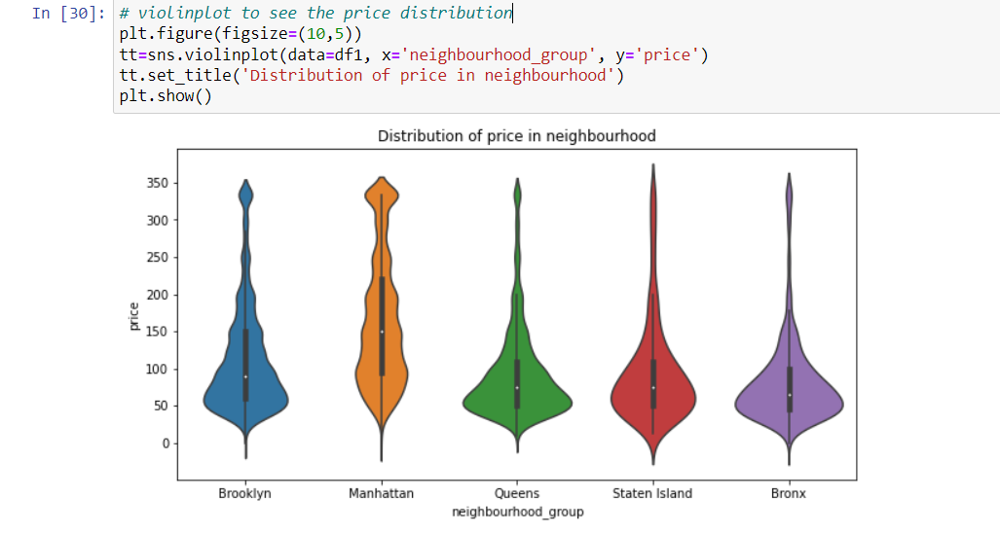 In [30]: # violinplot to see the price distribution
plt.figure(figsize=(10,5))
tt=sns.violinplot(data=df1, x='neighbourhood_group', y='price')
tt.set_title('Distribution of price in neighbourhood')
plt.show()
Distribution of price in neighbourhood
350
300
250
200
150
100
50
0
price
Brooklyn Manhattan Queens Staten Island Bronx
neighbourhood_group